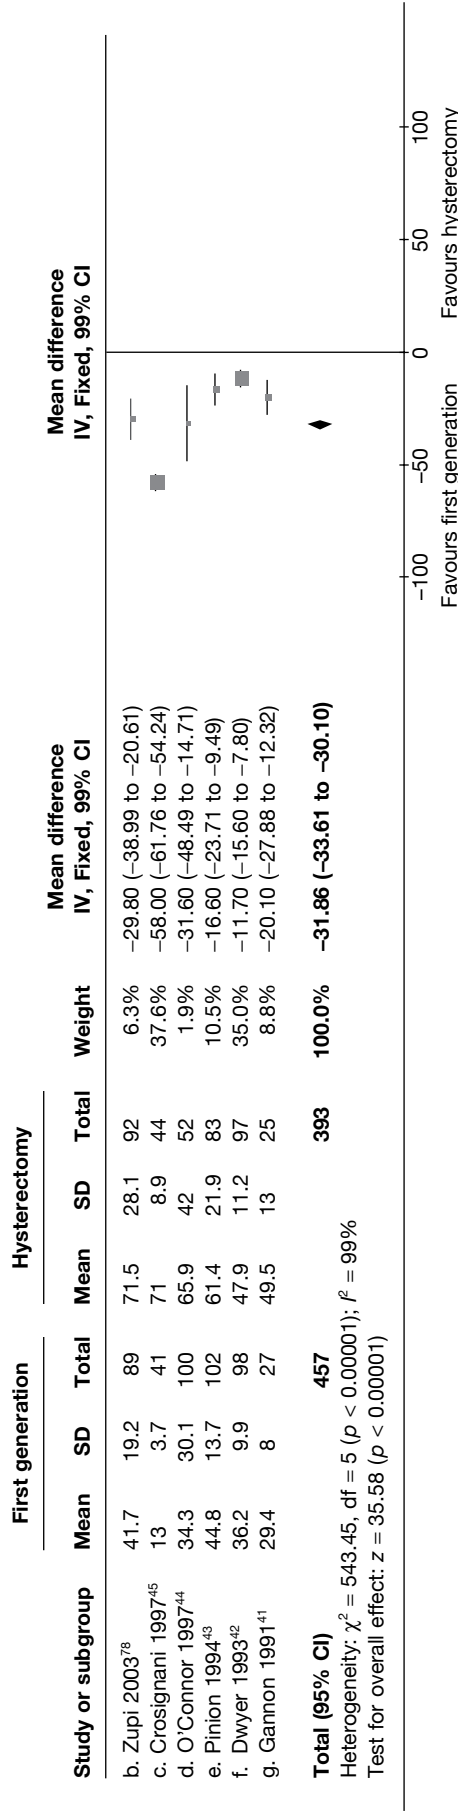 First generation Hysterectomy Mean difference Mean difference
Study or subgroup Mean SD Total Mean SD Total Weight IV, Fixed, 99% CI IV, Fixed, 99% CI
b. Zupi 2003⁷⁸ 41.7 19.2 89 71.5 28.1 92 6.3% −29.80 (−38.99 to −20.61)
c. Crosignani 1997⁴⁵ 13 3.7 41 71 8.9 44 37.6% −58.00 (−61.76 to −54.24)
d. O'Connor 1997⁴⁴ 34.3 30.1 100 65.9 42 52 1.9% −31.60 (−48.49 to −14.71)
e. Pinion 1994⁴³ 44.8 13.7 102 61.4 21.9 83 10.5% −16.60 (−23.71 to −9.49)
f. Dwyer 1993⁴² 36.2 9.9 98 47.9 11.2 97 35.0% −11.70 (−15.60 to −7.80)
g. Gannon 1991⁴¹ 29.4 8 27 49.5 13 25 8.8% −20.10 (−27.88 to −12.32)
Total (95% CI) 457 393 100.0% −31.86 (−33.61 to −30.10)
Heterogeneity: χ² = 543.45, df = 5 (p < 0.00001); I² = 99%
Test for overall effect: z = 35.58 (p < 0.00001)
−100 −50 0 50 100
Favours first generation Favours hysterectomy